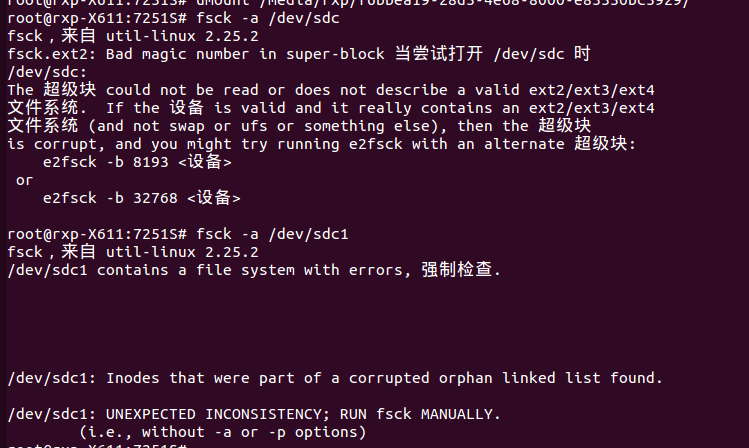 root@rxp-X611:7251S# umount /media/rxp/
root@rxp-X611:7251S# fsck -a /dev/sdc
fsck，来自 util-linux 2.25.2
fsck.ext2: Bad magic number in super-block 当尝试打开 /dev/sdc 时
/dev/sdc:
The 超级块 could not be read or does not describe a valid ext2/ext3/ext4
文件系统.  If the 设备 is valid and it really contains an ext2/ext3/ext4
文件系统 (and not swap or ufs or something else), then the 超级块
is corrupt, and you might try running e2fsck with an alternate 超级块:
    e2fsck -b 8193 <设备>
 or
    e2fsck -b 32768 <设备>
root@rxp-X611:7251S# fsck -a /dev/sdc1
fsck，来自 util-linux 2.25.2
/dev/sdc1 contains a file system with errors, 强制检查.
/dev/sdc1: Inodes that were part of a corrupted orphan linked list found.
/dev/sdc1: UNEXPECTED INCONSISTENCY; RUN fsck MANUALLY.
        (i.e., without -a or -p options)
root@rxp-X611:7251S#